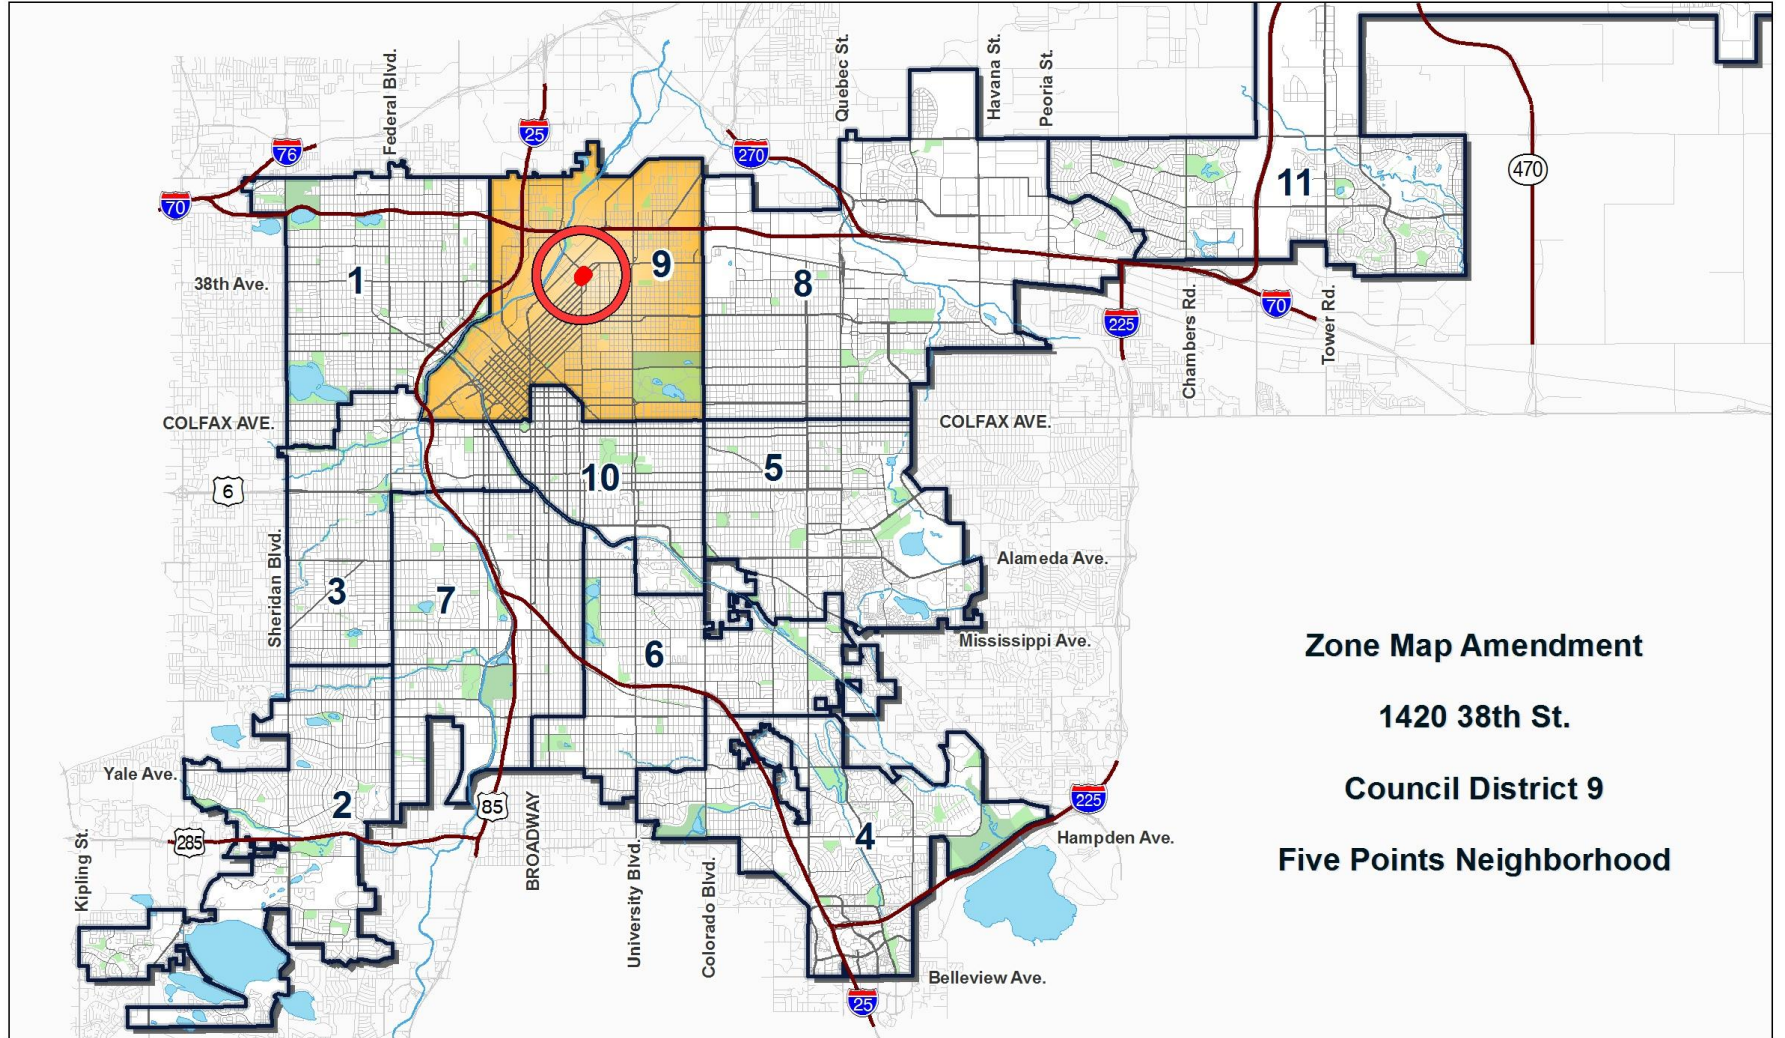 Federal Blvd.
Quebec St.
Havana St.
Peoria St.
76
25
270
70
470
11
1
9
8
38th Ave.
225
70
Chambers Rd.
Tower Rd.
COLFAX AVE.
COLFAX AVE.
10
5
6
Sheridan Blvd.
Alameda Ave.
3
7
Mississippi Ave.
6
Zone Map Amendment
1420 38th St.
Council District 9
Five Points Neighborhood
Yale Ave.
2
85
225
285
BROADWAY
4
Hampden Ave.
Kipling St.
University Blvd.
Colorado Blvd.
Belleview Ave.
25